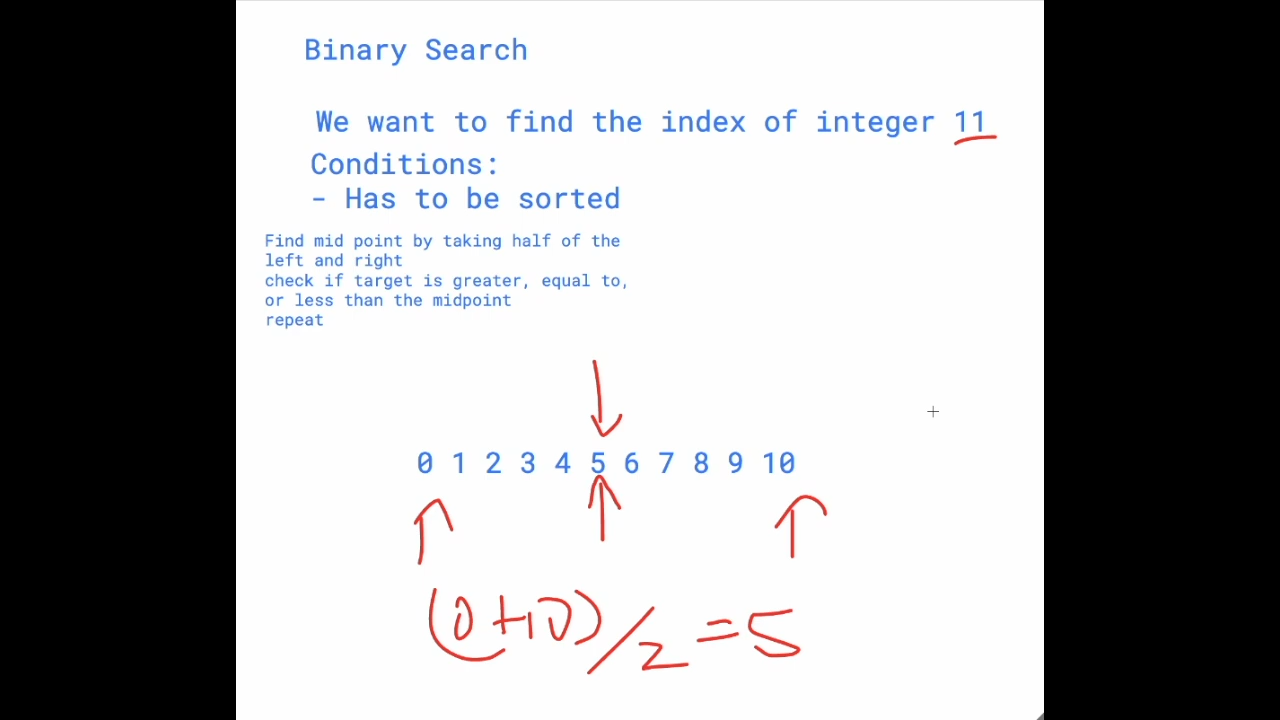 Binary Search
We want to find the index of integer 11
Conditions:
- Has to be sorted
Find mid point by taking half of the
left and right
check if target is greater, equal to,
or less than the midpoint
repeat
0 1 2 3 4 5 6 7 8 9 10
(0+10)/2=5